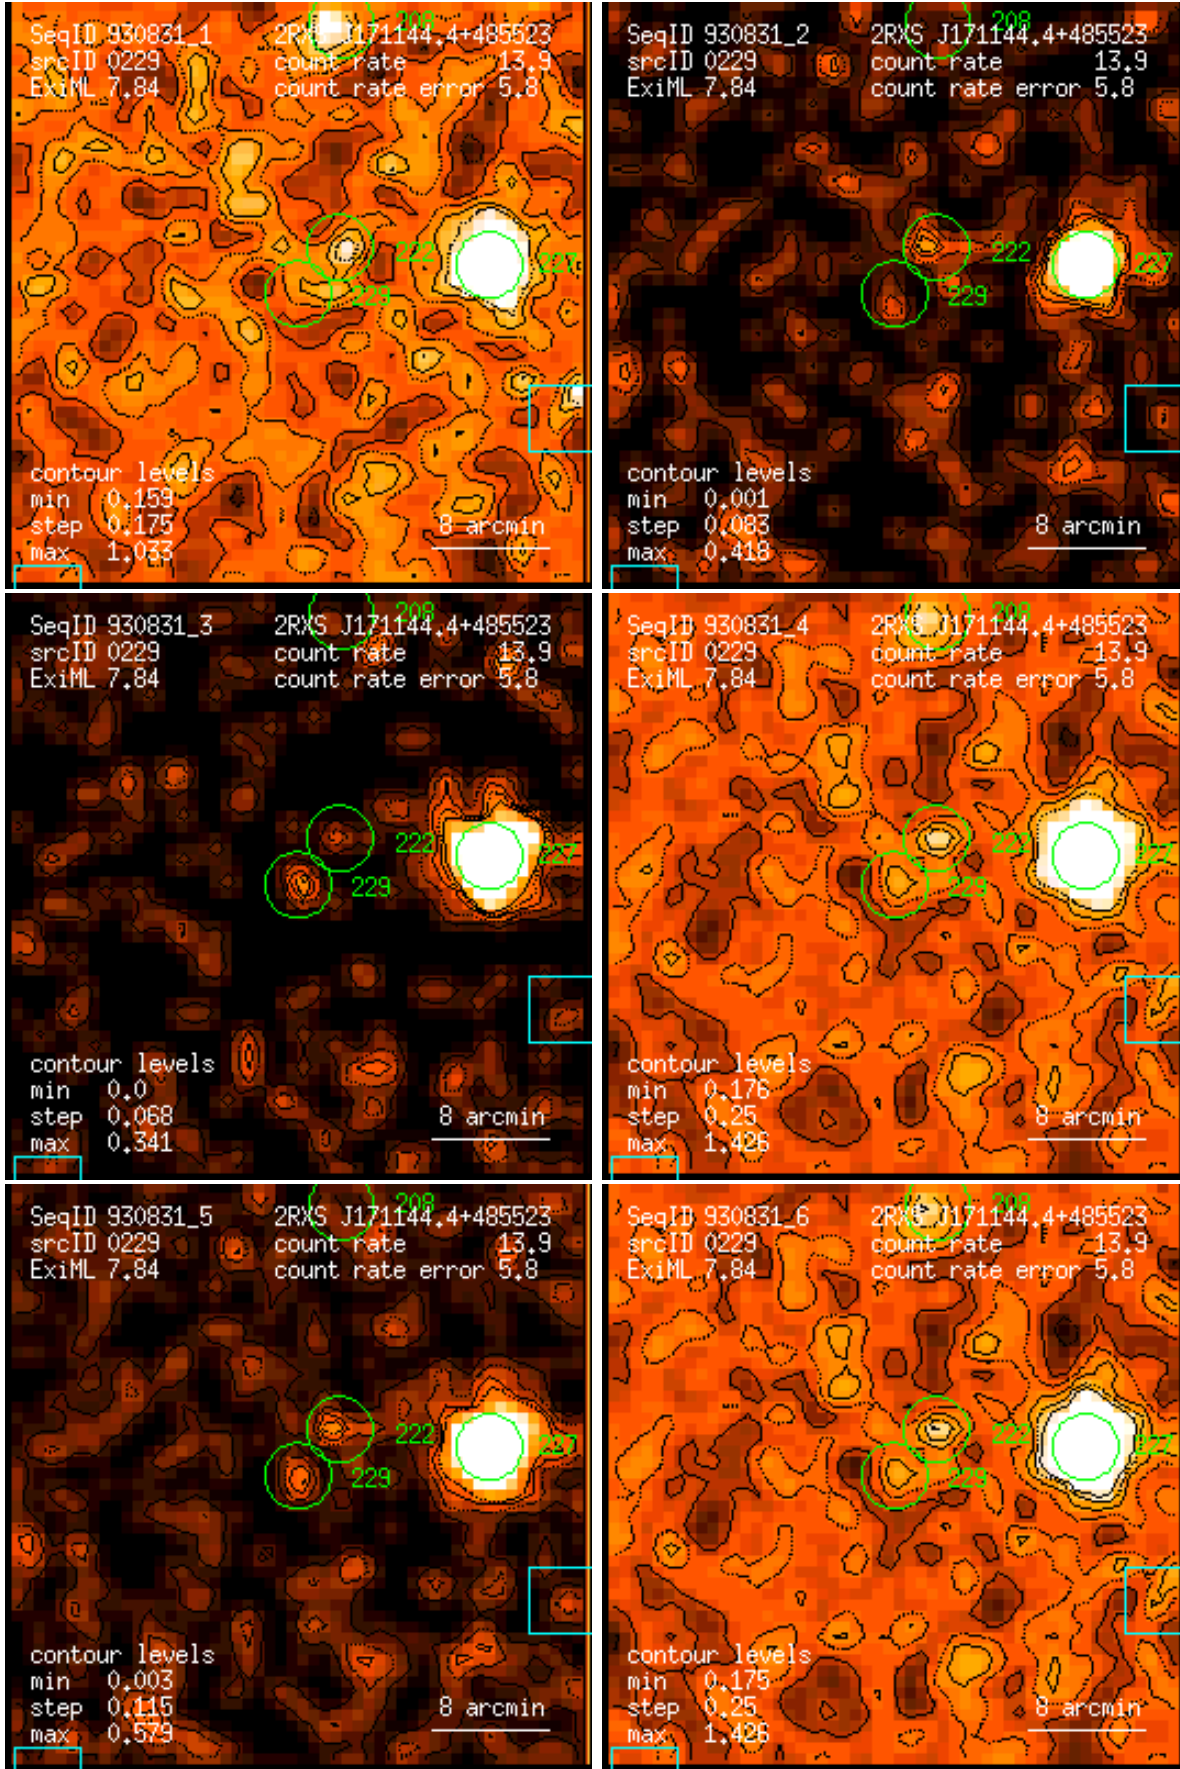 208
SeqID 930831_1 2RXS J171144.4+485523
srcID 0229 count rate 13.9
ExiML 7.84 count rate error 5.8
222
227
229
contour levels
min 0.159
step 0.175 8 arcmin
max 1.033
208
SeqID 930831_2 2RXS J171144.4+485523
srcID 0229 count rate 13.9
ExiML 7.84 count rate error 5.8
222
227
229
contour levels
min 0.001
step 0.083 8 arcmin
max 0.418
208
SeqID 930831_3 2RXS J171144.4+485523
srcID 0229 count rate 13.9
ExiML 7.84 count rate error 5.8
222
227
229
contour levels
min 0.0
step 0.068 8 arcmin
max 0.341
208
SeqID 930831_4 2RXS J171144.4+485523
srcID 0229 count rate 13.9
ExiML 7.84 count rate error 5.8
222
227
229
contour levels
min 0.176
step 0.25 8 arcmin
max 1.426
208
SeqID 930831_5 2RXS J171144.4+485523
srcID 0229 count rate 13.9
ExiML 7.84 count rate error 5.8
222
227
229
contour levels
min 0.003
step 0.115 8 arcmin
max 0.579
208
SeqID 930831_6 2RXS J171144.4+485523
srcID 0229 count rate 13.9
ExiML 7.84 count rate error 5.8
222
227
229
contour levels
min 0.175
step 0.25 8 arcmin
max 1.426